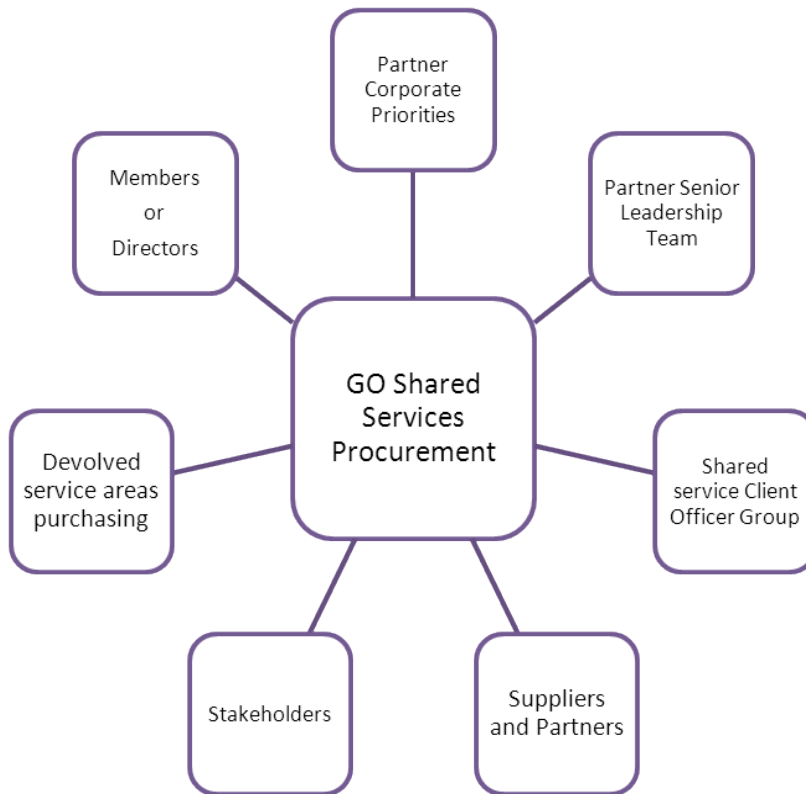 Partner
Corporate
Priorities
Members
or
Directors
Partner Senior
Leadership
Team
GO Shared
Services
Procurement
Devolved
service areas
purchasing
Shared
service Client
Officer Group
Stakeholders
Suppliers
and Partners